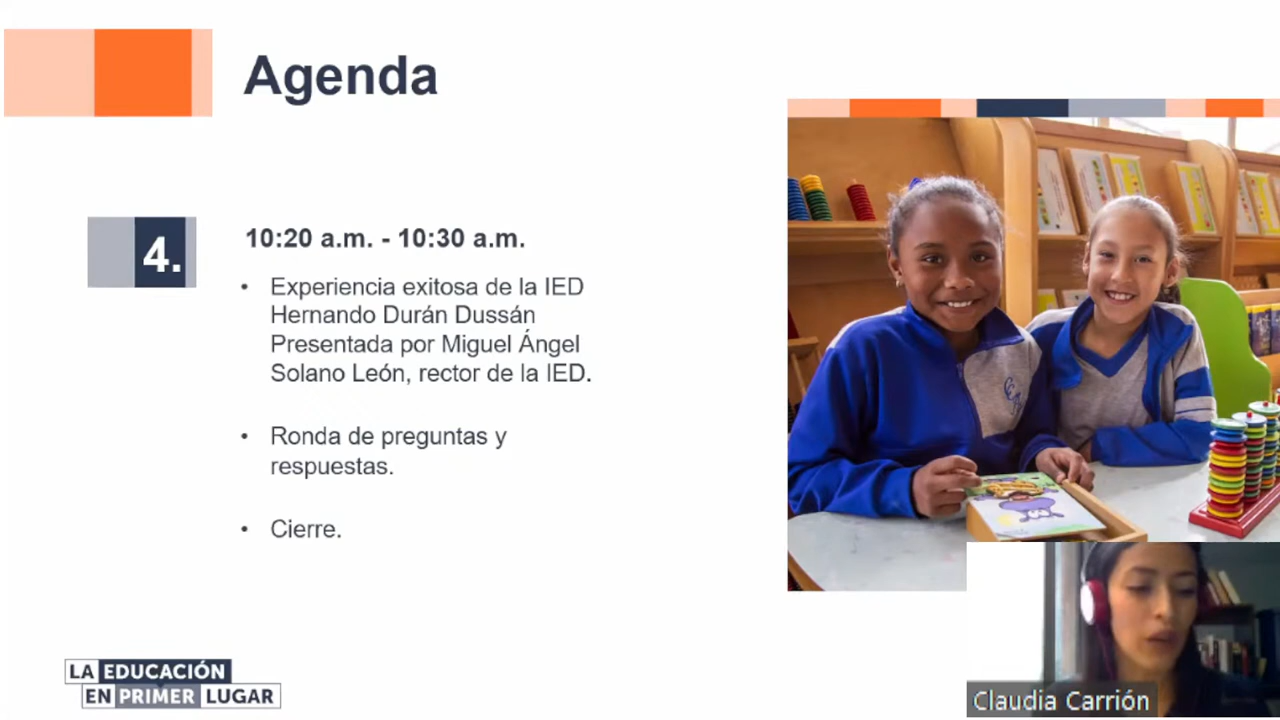 Agenda
4.
10:20 a.m. - 10:30 a.m.
• Experiencia exitosa de la IED
Hernando Durán Dussán
Presentada por Miguel Ángel
Solano León, rector de la IED.
• Ronda de preguntas y
respuestas.
• Cierre.
LA EDUCACIÓN
EN PRIMER LUGAR
Claudia Carrión